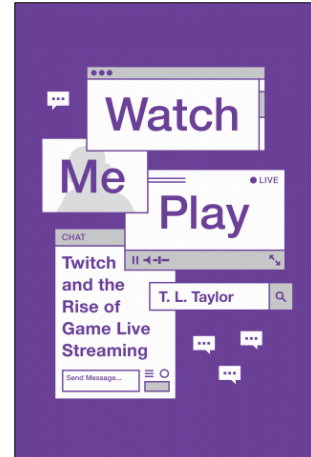 Watch
Me
LIVE
Play
CHAT
Twitch
and the
Rise of
Game Live
Streaming
T. L. Taylor
Send Message...